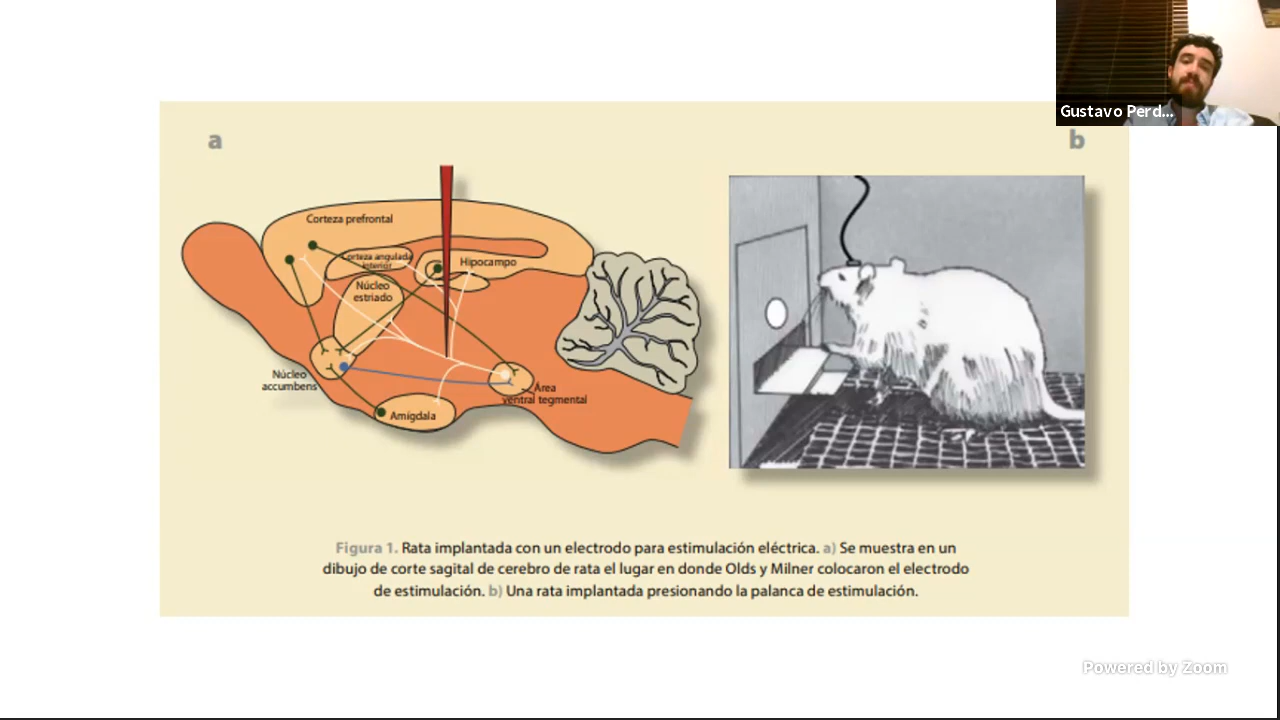 Gustavo Perd...
a
b
Corteza prefrontal
Corteza angulada
interior
Hipocampo
Núcleo
estriado
Núcleo
accumbens
Área
ventral tegmental
Amígdala
Figura 1. Rata implantada con un electrodo para estimulación eléctrica. a) Se muestra en un
dibujo de corte sagital de cerebro de rata el lugar en donde Olds y Milner colocaron el electrodo
de estimulación. b) Una rata implantada presionando la palanca de estimulación.
Powered by Zoom